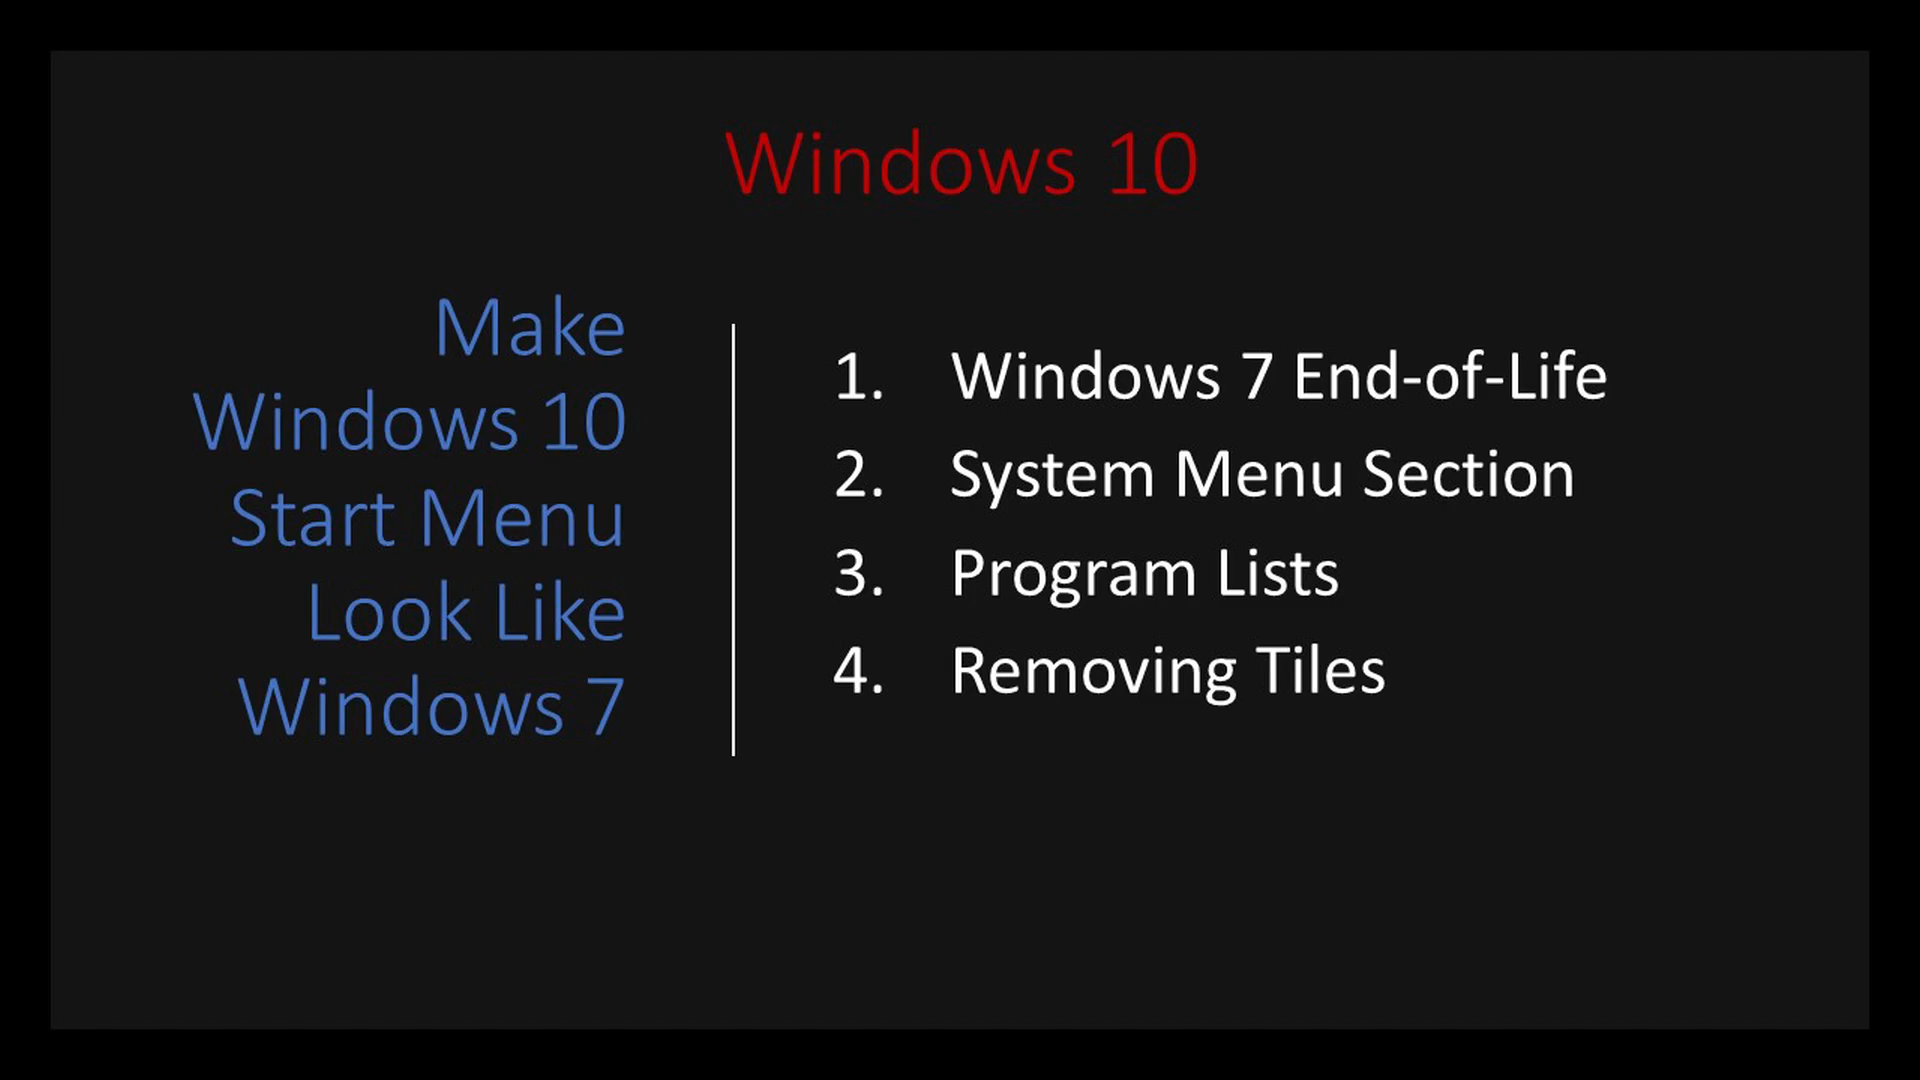 Windows 10
Make
Windows 10
Start Menu
Look Like
Windows 7
1. Windows 7 End-of-Life
2. System Menu Section
3. Program Lists
4. Removing Tiles